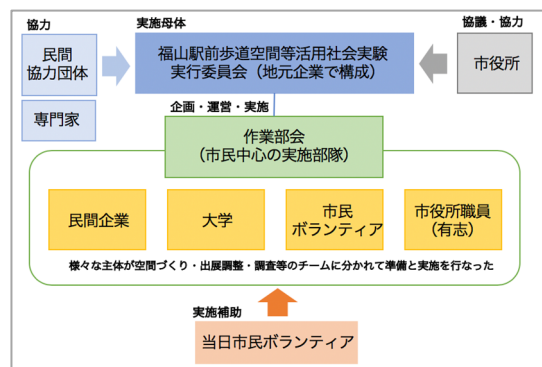 協力
実施母体
協議・協力
民間
協力団体
専門家
福山駅前歩道空間等活用社会実験
実行委員会（地元企業で構成）
市役所
企画・運営・実施
作業部会
（市民中心の実施部隊）
民間企業
大学
市民
ボランティア
市役所職員
（有志）
様々な主体が空間づくり・出展調整・調査等のチームに分かれて準備と実施を行なった
実施補助
当日市民ボランティア